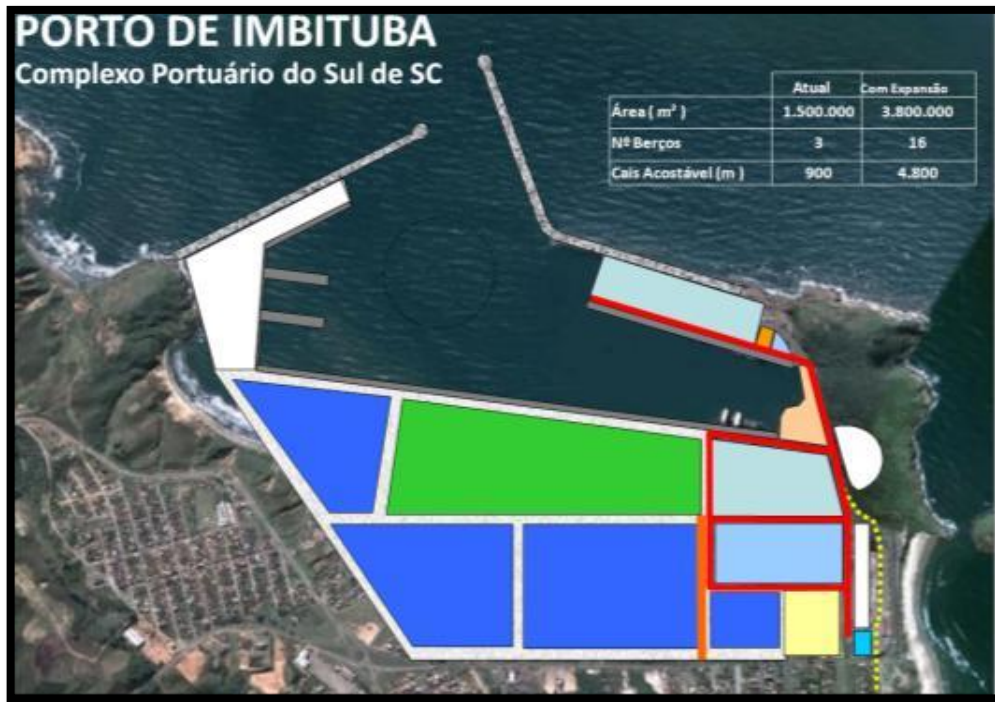 PORTO DE IMBITUBA
Complexo Portuário do Sul de SC
Atual Com Expansão
Área ( m² ) 1.500.000 3.800.000
Nº Berços 3 16
Cais Acostável (m ) 900 4.800